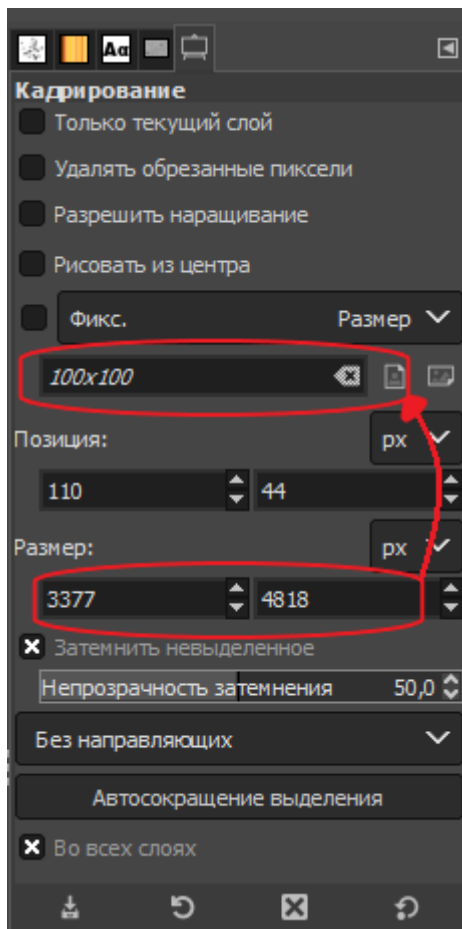 Aα
Кадрирование
Только текущий слой
Удалять обрезанные пиксели
Разрешить наращивание
Рисовать из центра
Фикс. Размер
100x100
Позиция: px
110 44
Размер: px
3377 4818
Затемнить невыделенное
Непрозрачность затемнения 50,0
Без направляющих
Автосокращение выделения
Во всех слоях